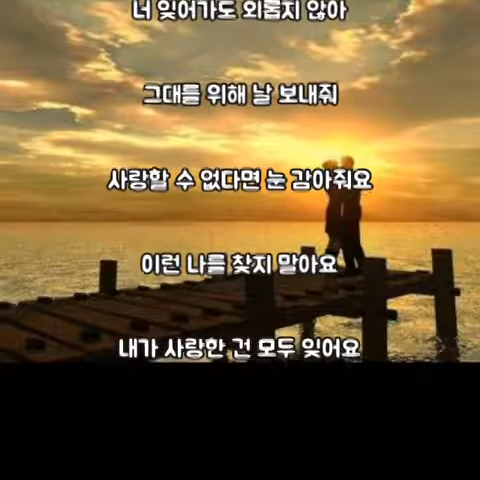 너 잊어가도 외롭지 않아
그대를 위해 날 보내줘
사랑할 수 없다면 눈 감아줘요
이런 나를 찾지 말아요
내가 사랑한 건 모두 잊어요